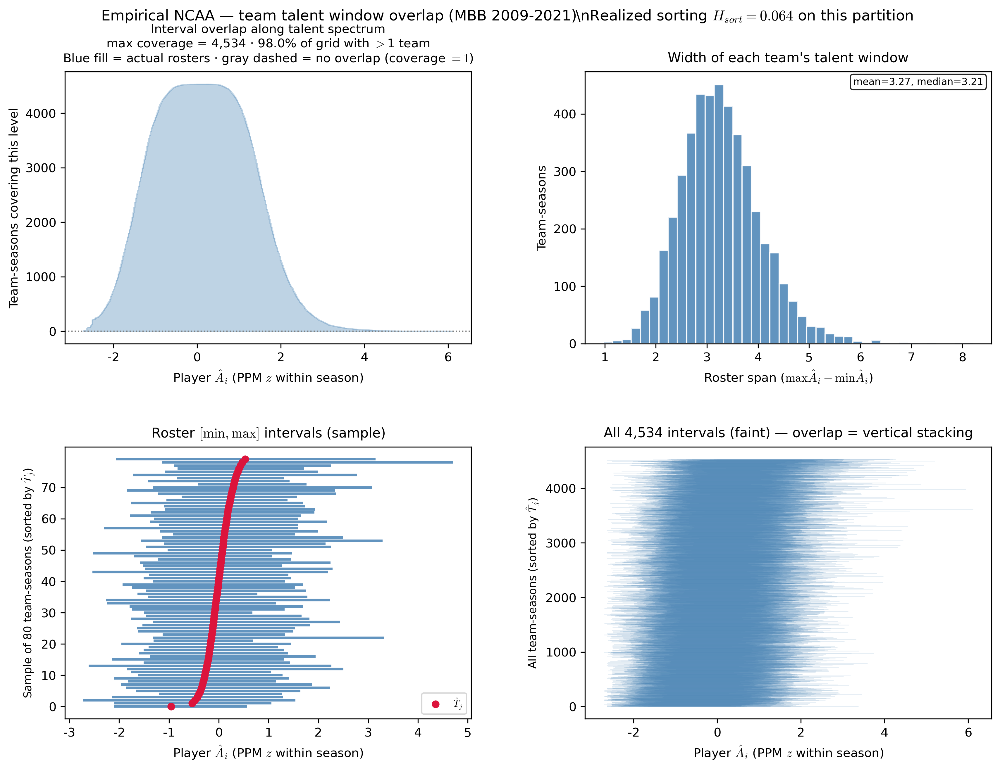 Empirical NCAA — team talent window overlap (MBB 2009-2021)\nRealized sorting $H_{sort} = 0.064$ on this partition
Interval overlap along talent spectrum
max coverage = 4,534 · 98.0% of grid with >1 team
Blue fill = actual rosters · gray dashed = no overlap (coverage =1)
Team-seasons covering this level
4000
3000
2000
1000
0
-2 0 2 4 6
Player $\hat{A}_i$ (PPM z within season)
Width of each team's talent window
mean=3.27, median=3.21
Team-seasons
400
300
200
100
0
1 2 3 4 5 6 7 8
Roster span ($\max \hat{A}_i - \min \hat{A}_i$)
Roster [min, max] intervals (sample)
Sample of 80 team-seasons (sorted by $\hat{T}_j$)
70
60
50
40
30
20
10
0
$\hat{T}_j$
-3 -2 -1 0 1 2 3 4 5
Player $\hat{A}_i$ (PPM z within season)
All 4,534 intervals (faint) — overlap = vertical stacking
All team-seasons (sorted by $\hat{T}_j$)
4000
3000
2000
1000
0
-2 0 2 4 6
Player $\hat{A}_i$ (PPM z within season)